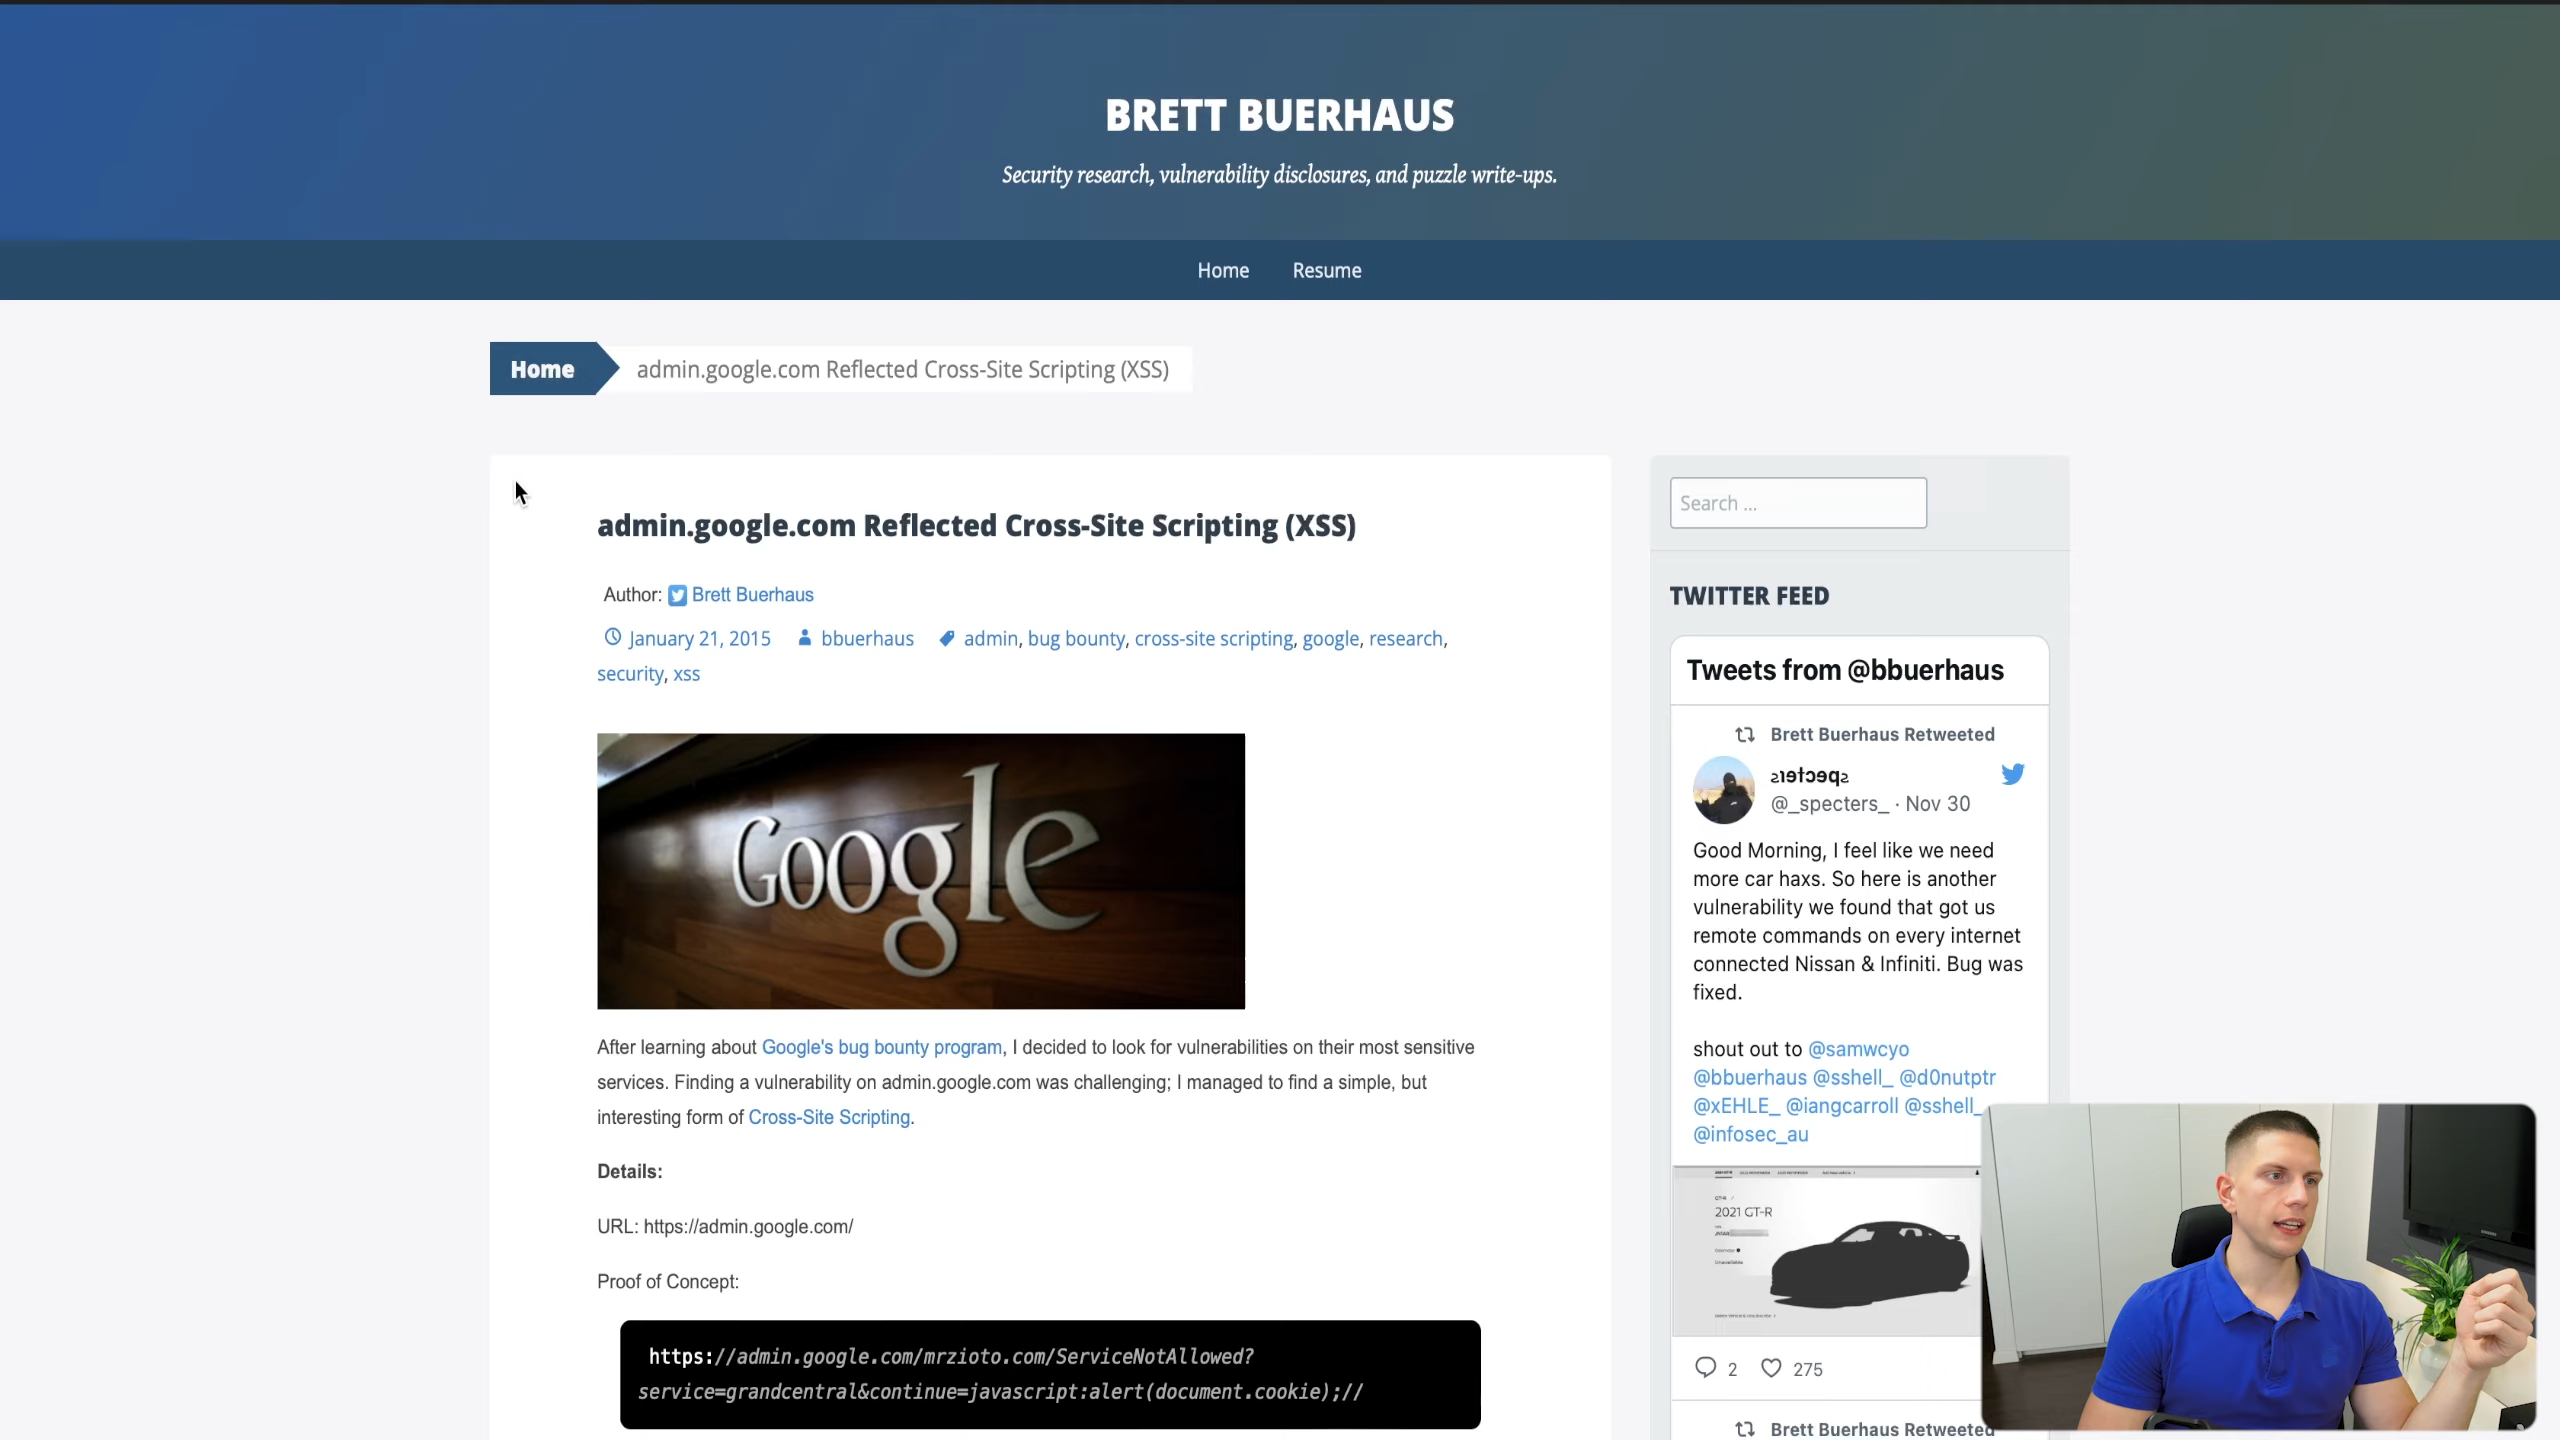 BRETT BUERHAUS
Security research, vulnerability disclosures, and puzzle write-ups.
Home Resume
Home admin.google.com Reflected Cross-Site Scripting (XSS)
admin.google.com Reflected Cross-Site Scripting (XSS)
Author: Brett Buerhaus
January 21, 2015 bbuerhaus admin, bug bounty, cross-site scripting, google, research,
security, xss
Google
After learning about Google's bug bounty program, I decided to look for vulnerabilities on their most sensitive
services. Finding a vulnerability on admin.google.com was challenging; I managed to find a simple, but
interesting form of Cross-Site Scripting.
Details:
URL: https://admin.google.com/
Proof of Concept:
https://admin.google.com/mrzioto.com/ServiceNotAllowed?
service=grandcentral&continue=javascript:alert(document.cookie);//
Search ...
TWITTER FEED
Tweets from @bbuerhaus
Brett Buerhaus Retweeted
ꙅɿɘƚɔɘqꙅ
@_specters_ · Nov 30
Good Morning, I feel like we need
more car haxs. So here is another
vulnerability we found that got us
remote commands on every internet
connected Nissan & Infiniti. Bug was
fixed.
shout out to @samwcyo
@bbuerhaus @sshell_ @d0nutptr
@xEHLE_ @iangcarroll @sshell_
@infosec_au
GT-R /
2021 GT-R
2 275
Brett Buerhaus Retweeted